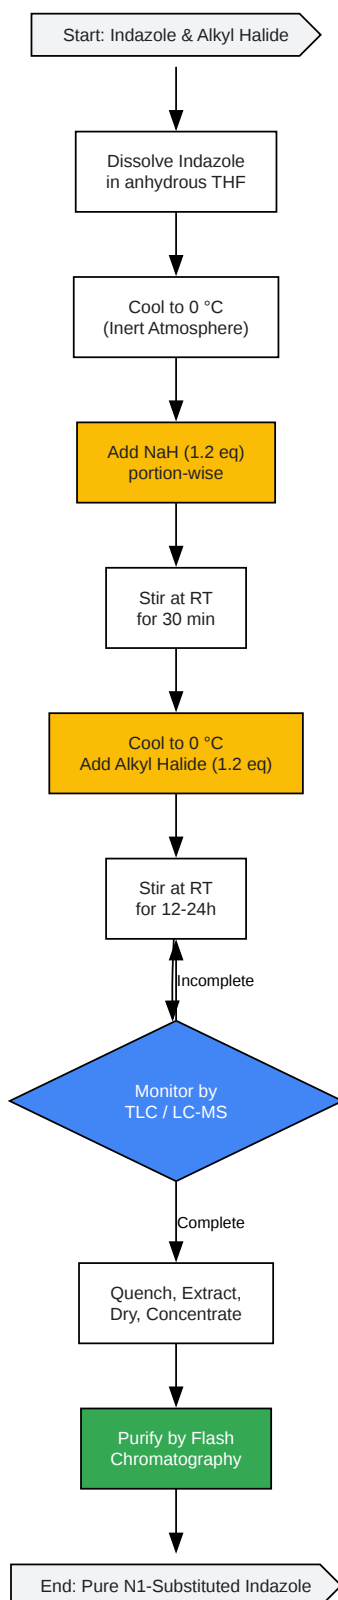 Start: Indazole & Alkyl Halide
Dissolve Indazole
in anhydrous THF
Cool to 0 °C
(Inert Atmosphere)
Add NaH (1.2 eq)
portion-wise
Stir at RT
for 30 min
Cool to 0 °C
Add Alkyl Halide (1.2 eq)
Stir at RT
for 12-24h
Incomplete
Monitor by
TLC / LC-MS
Complete
Quench, Extract,
Dry, Concentrate
Purify by Flash
Chromatography
End: Pure N1-Substituted Indazole